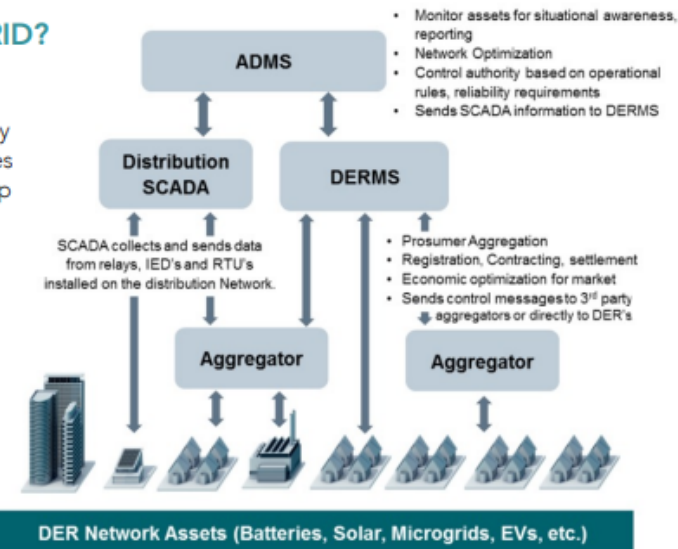 RID?
y
es
p
ADMS
• Monitor assets for situational awareness,
reporting
• Network Optimization
• Control authority based on operational
rules, reliability requirements
• Sends SCADA information to DERMS
Distribution
SCADA
DERMS
SCADA collects and sends data
from relays, IED's and RTU's
installed on the distribution Network.
• Prosumer Aggregation
• Registration, Contracting, settlement
• Economic optimization for market
• Sends control messages to 3rd party
aggregators or directly to DER's
Aggregator
Aggregator
DER Network Assets (Batteries, Solar, Microgrids, EVs, etc.)